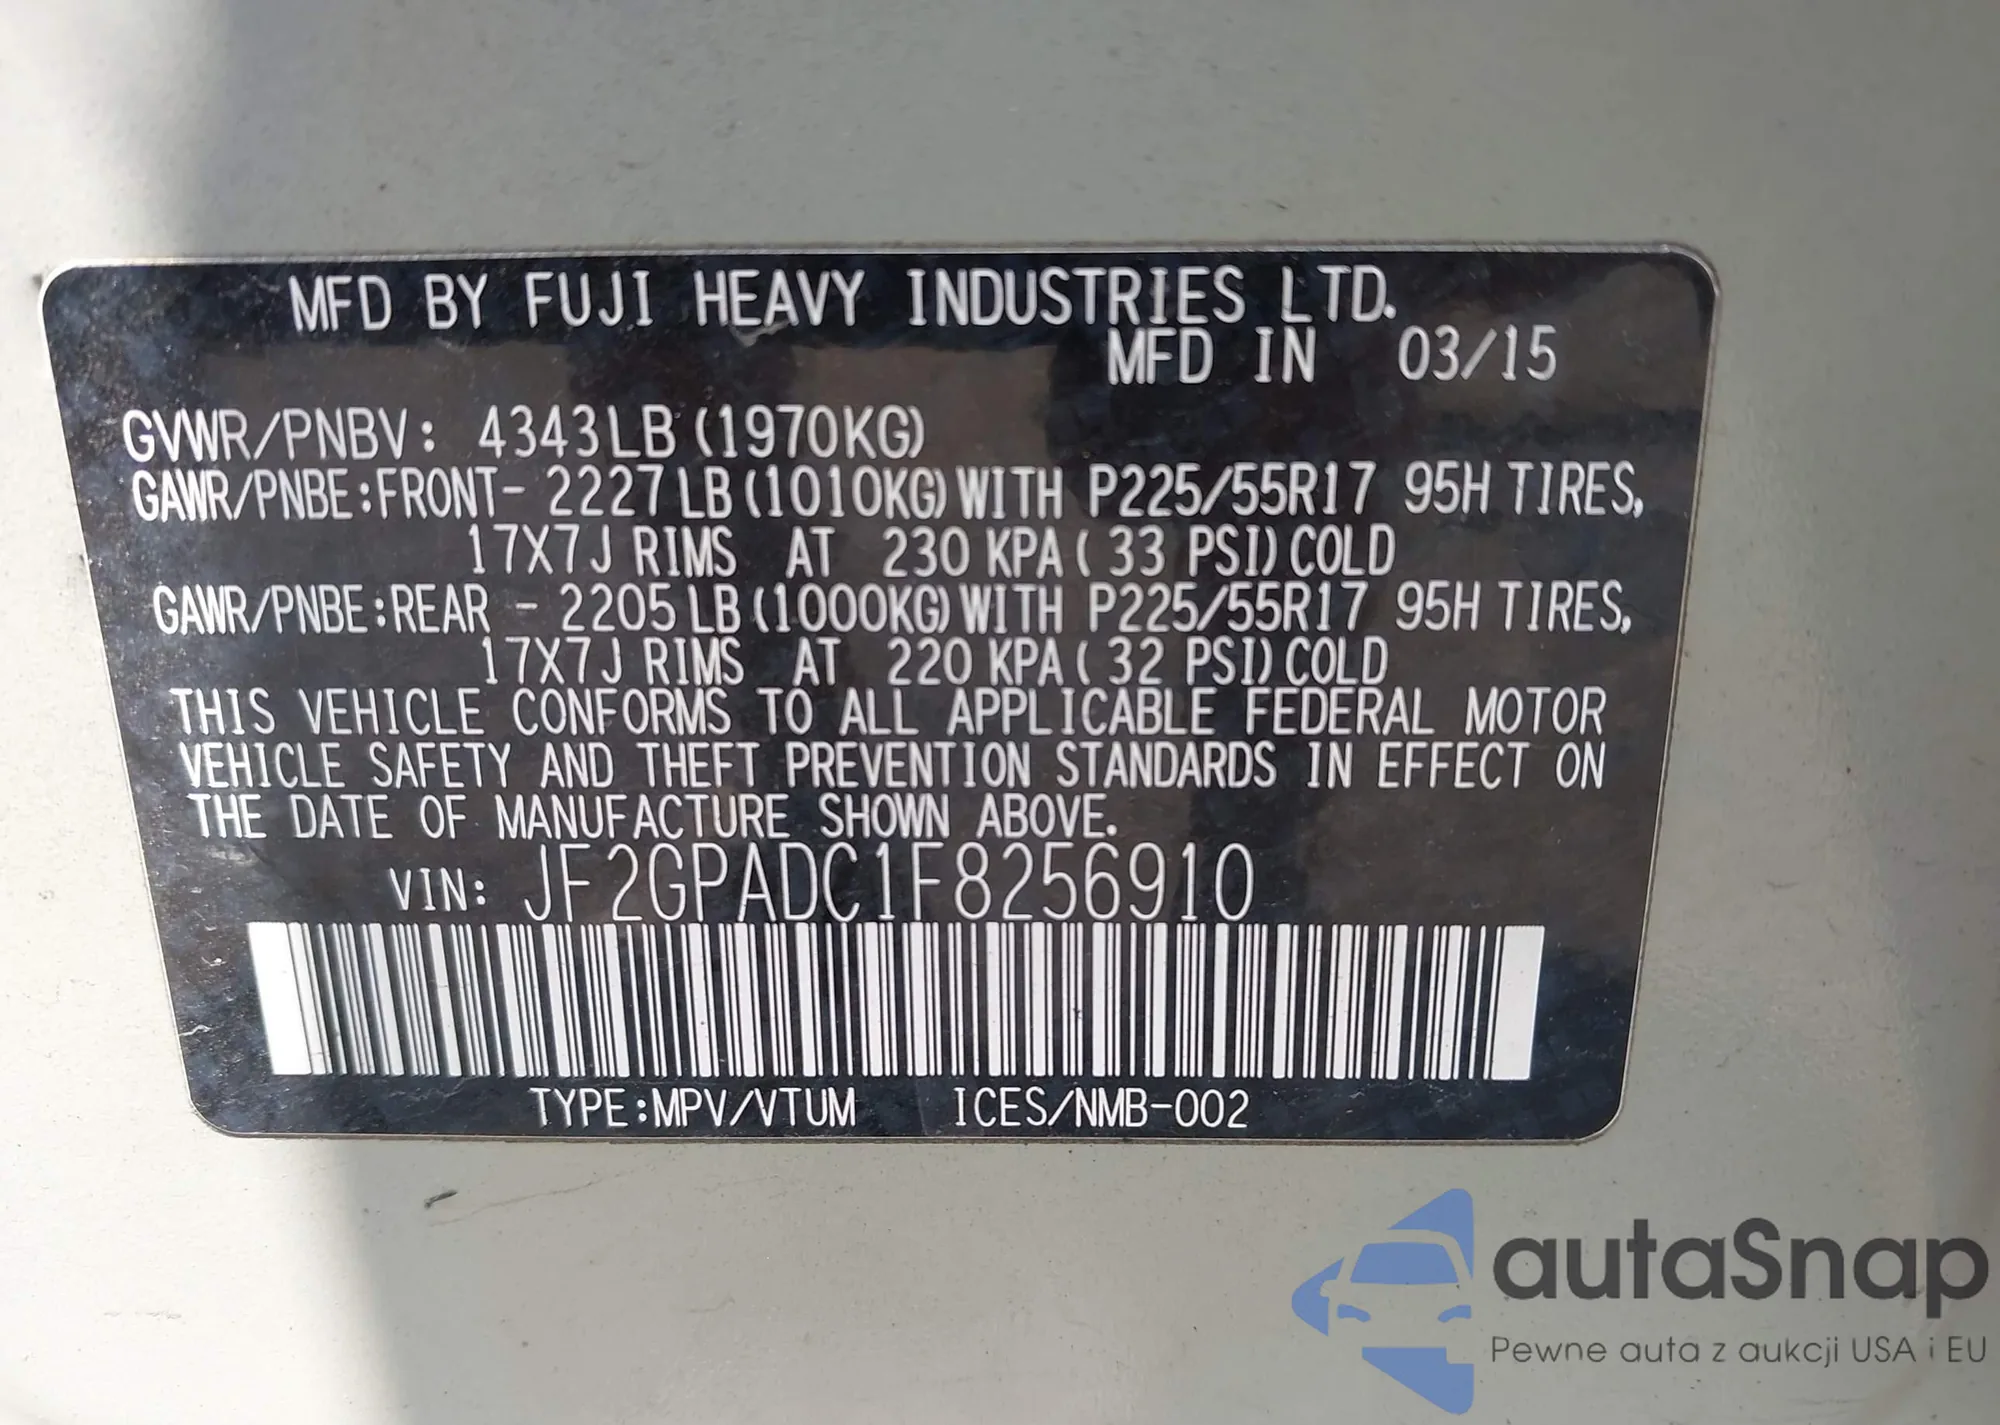 MFD BY FUJI HEAVY INDUSTRIES LTD.
MFD IN 03/15
GVWR/PNBV: 4343LB(1970KG)
GAWR/PNBE:FRONT- 2227LB(1010KG)WITH P225/55R17 95H TIRES,
17X7J RIMS AT 230 KPA( 33 PSI)COLD
GAWR/PNBE:REAR - 2205LB(1000KG)WITH P225/55R17 95H TIRES,
17X7J RIMS AT 220 KPA( 32 PSI)COLD
THIS VEHICLE CONFORMS TO ALL APPLICABLE FEDERAL MOTOR
VEHICLE SAFETY AND THEFT PREVENTION STANDARDS IN EFFECT ON
THE DATE OF MANUFACTURE SHOWN ABOVE.
VIN: JF2GPADC1F8256910
TYPE:MPV/VTUM ICES/NMB-002
autaSnap
Pewne auta z aukcji USA i EU